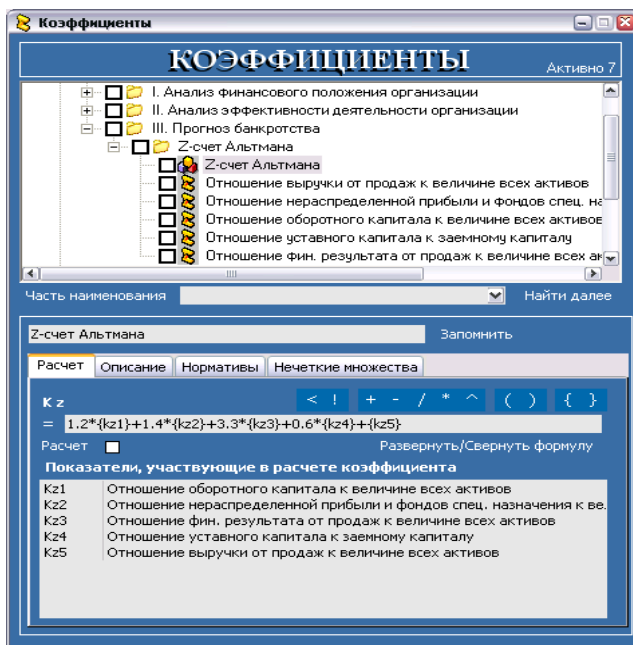 Коэффициенты
КОЭФФИЦИЕНТЫ
Активно 7
I. Анализ финансового положения организации
II. Анализ эффективности деятельности организации
III. Прогноз банкротства
Z-счет Альтмана
Z-счет Альтмана
Отношение выручки от продаж к величине всех активов
Отношение нераспределенной прибыли и фондов спец. на
Отношение оборотного капитала к величине всех активов
Отношение уставного капитала к заемному капиталу
Отношение фин. результата от продаж к величине всех ак
Часть наименования Найти далее
Z-счет Альтмана Запомнить
Расчет Описание Нормативы Нечеткие множества
Kz < ! + - / * ^ ( ) { }
= 1.2*{kz1}+1.4*{kz2}+3.3*{kz3}+0.6*{kz4}+{kz5}
Расчет Развернуть/Свернуть формулу
Показатели, участвующие в расчете коэффициента
Kz1 Отношение оборотного капитала к величине всех активов
Kz2 Отношение нераспределенной прибыли и фондов спец. назначения к ве.
Kz3 Отношение фин. результата от продаж к величине всех активов
Kz4 Отношение уставного капитала к заемному капиталу
Kz5 Отношение выручки от продаж к величине всех активов